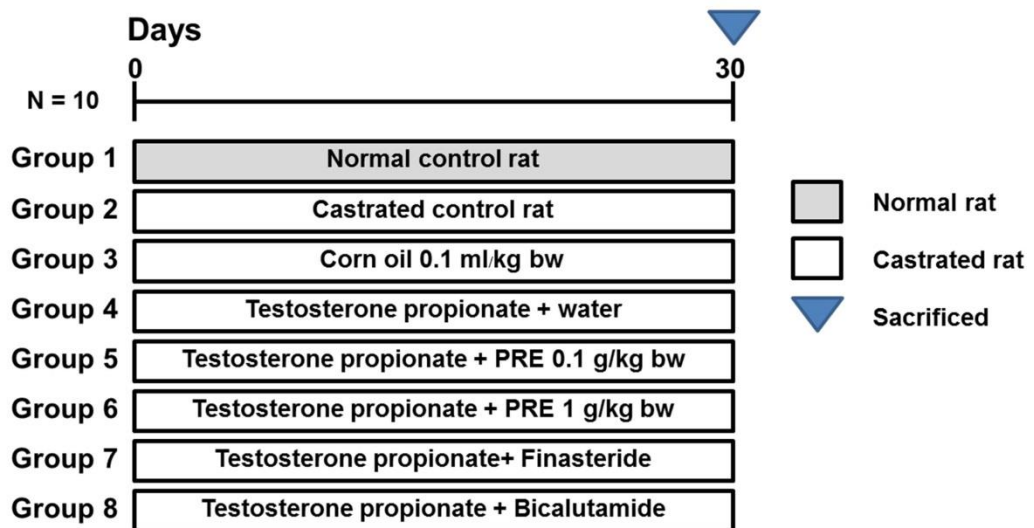 Days
0 30
N = 10
Group 1 Normal control rat
Group 2 Castrated control rat
Group 3 Corn oil 0.1 ml/kg bw
Group 4 Testosterone propionate + water
Group 5 Testosterone propionate + PRE 0.1 g/kg bw
Group 6 Testosterone propionate + PRE 1 g/kg bw
Group 7 Testosterone propionate+ Finasteride
Group 8 Testosterone propionate + Bicalutamide
Normal rat
Castrated rat
Sacrificed